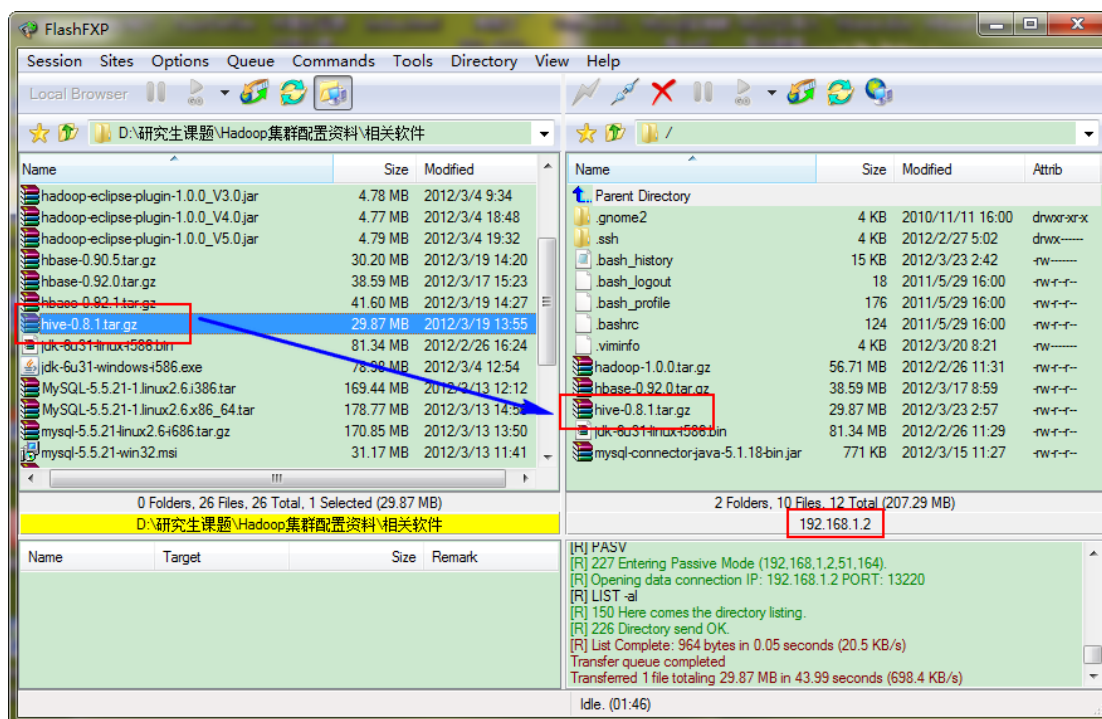 FlashFXP
Session Sites Options Queue Commands Tools Directory View Help
Local Browser
D:\研究生课题\Hadoop集群配置资料\相关软件
/
Name Size Modified
hadoop-eclipse-plugin-1.0.0_V3.0.jar 4.78 MB 2012/3/4 9:34
hadoop-eclipse-plugin-1.0.0_V4.0.jar 4.77 MB 2012/3/4 18:48
hadoop-eclipse-plugin-1.0.0_V5.0.jar 4.79 MB 2012/3/4 19:32
hbase-0.90.5.tar.gz 30.20 MB 2012/3/19 14:20
hbase-0.92.0.tar.gz 38.59 MB 2012/3/17 15:23
hbase-0.92.1.tar.gz 41.60 MB 2012/3/19 14:27
hive-0.8.1.tar.gz 29.87 MB 2012/3/19 13:55
jdk-6u31-linux-i586.bin 81.34 MB 2012/2/26 16:24
jdk-6u31-windows-i586.exe 78.98 MB 2012/3/4 12:54
MySQL-5.5.21-1.linux2.6.i386.tar 169.44 MB 2012/3/13 12:12
MySQL-5.5.21-1.linux2.6.x86_64.tar 178.77 MB 2012/3/13
mysql-5.5.21-linux2.6-i686.tar.gz 170.85 MB 2012/3/13 13:50
mysql-5.5.21-win32.msi 31.17 MB 2012/3/13 11:41
0 Folders, 26 Files, 26 Total, 1 Selected (29.87 MB)
D:\研究生课题\Hadoop集群配置资料\相关软件
Name Target Size Remark
Name Size Modified Attrib
Parent Directory
.gnome2 4 KB 2010/11/11 16:00 drwxr-xr-x
.ssh 4 KB 2012/2/27 5:02 drwx------
.bash_history 15 KB 2012/3/23 2:42 -rw-------
.bash_logout 18 2011/5/29 16:00 -rw-r--r--
.bash_profile 176 2011/5/29 16:00 -rw-r--r--
.bashrc 124 2011/5/29 16:00 -rw-r--r--
.viminfo 4 KB 2012/3/20 8:21 -rw-------
hadoop-1.0.0.tar.gz 56.71 MB 2012/2/26 11:31 -rw-r--r--
hbase-0.92.0.tar.gz 38.59 MB 2012/3/17 8:59 -rw-r--r--
hive-0.8.1.tar.gz 29.87 MB 2012/3/23 2:57 -rw-r--r--
jdk-6u31-linux-i586.bin 81.34 MB 2012/2/26 11:29 -rw-r--r--
mysql-connector-java-5.1.18-bin.jar 771 KB 2012/3/15 11:27 -rw-r--r--
2 Folders, 10 Files, 12 Total (207.29 MB)
192.168.1.2
[R] PASV
[R] 227 Entering Passive Mode (192,168,1,2,51,164).
[R] Opening data connection IP: 192.168.1.2 PORT: 13220
[R] LIST -al
[R] 150 Here comes the directory listing.
[R] 226 Directory send OK.
[R] List Complete: 964 bytes in 0.05 seconds (20.5 KB/s)
Transfer queue completed
Transferred 1 file totaling 29.87 MB in 43.99 seconds (698.4 KB/s)
Idle. (01:46)